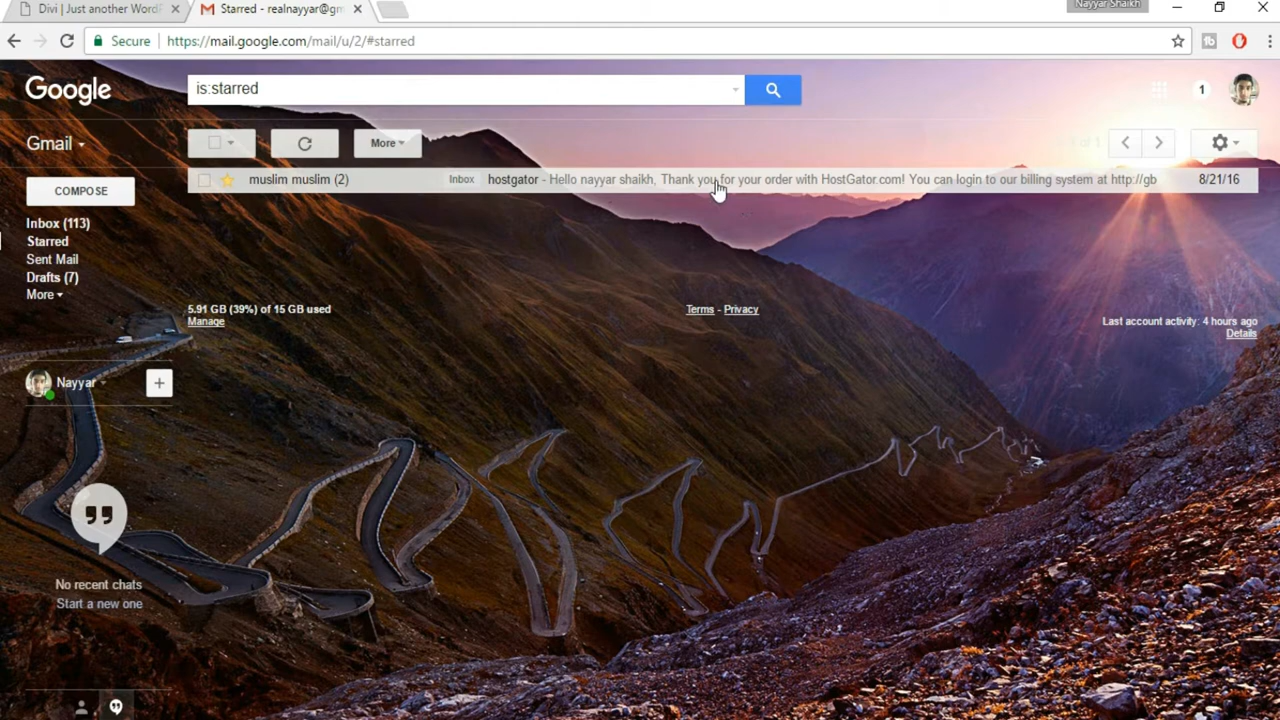 Divi | Just another WordP
Starred - realnayyar@gm
Nayyar Shaikh
Secure
https://mail.google.com/mail/u/2/#starred
Google
is:starred
1
Gmail
More
of 1
COMPOSE
muslim muslim (2)
Inbox
hostgator - Hello nayyar shaikh, Thank you for your order with HostGator.com! You can login to our billing system at http://gb
8/21/16
Inbox (113)
Starred
Sent Mail
Drafts (7)
More
5.91 GB (39%) of 15 GB used
Manage
Terms - Privacy
Last account activity: 4 hours ago
Details
Nayyar
No recent chats
Start a new one